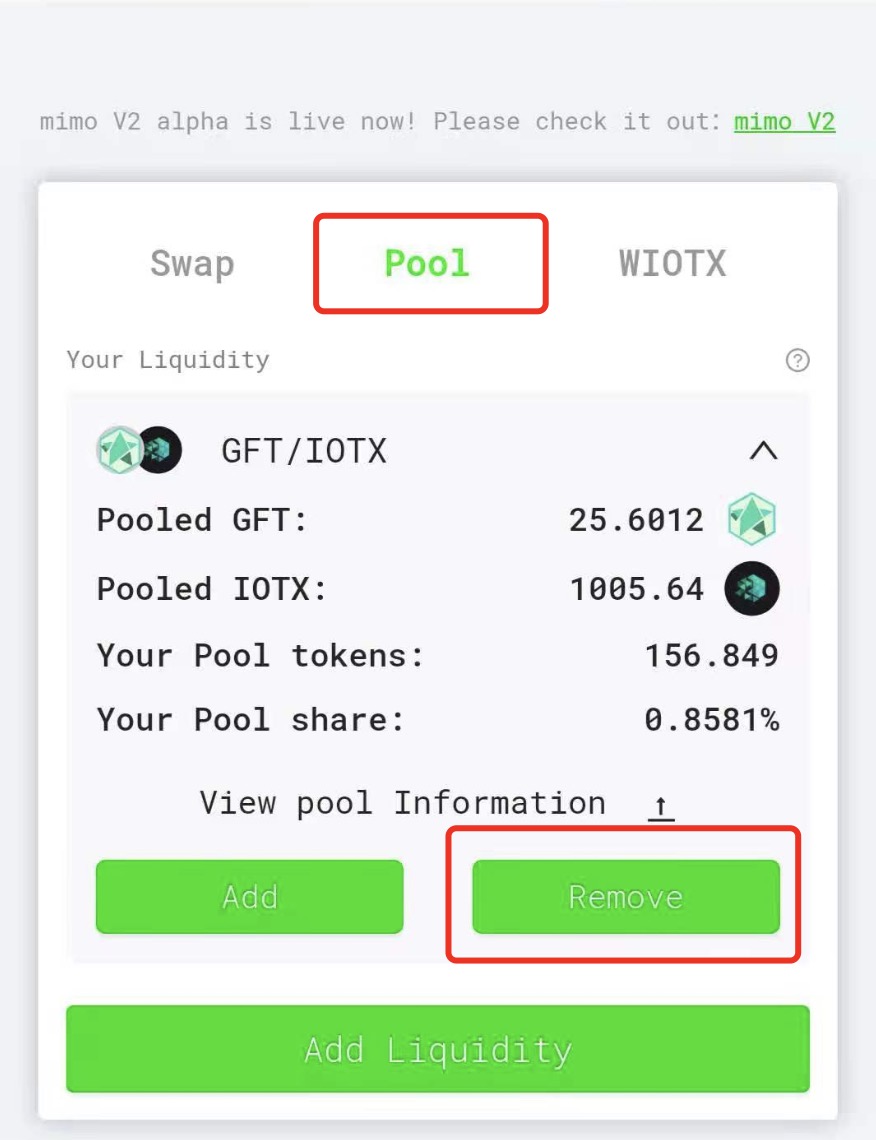 mimo V2 alpha is live now! Please check it out: mimo V2
Swap Pool WIOTX
Your Liquidity ?
GFT/IOTX
Pooled GFT: 25.6012
Pooled IOTX: 1005.64
Your Pool tokens: 156.849
Your Pool share: 0.8581%
View pool Information
Add Remove
Add Liquidity